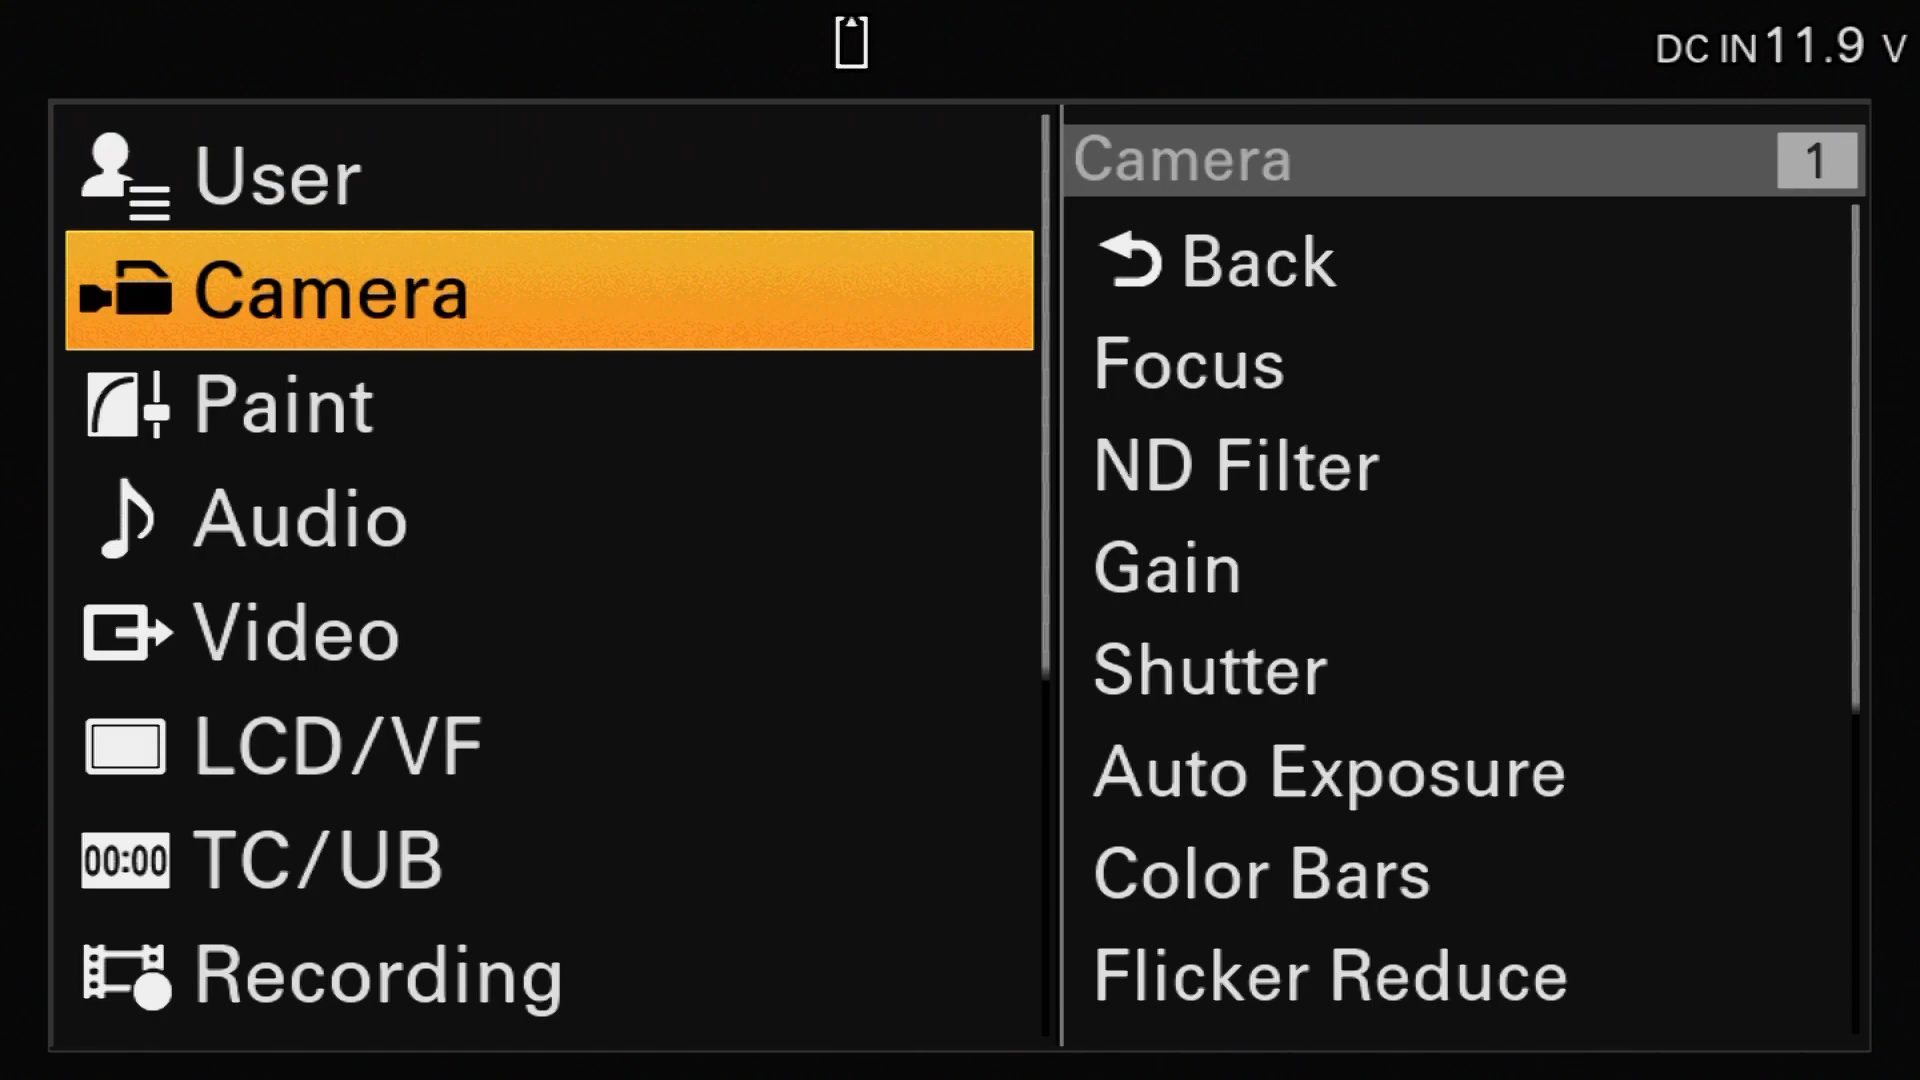 DC IN 11.9 V
User
Camera
Paint
Audio
Video
LCD/VF
00:00 TC/UB
Recording
Camera 1
Back
Focus
ND Filter
Gain
Shutter
Auto Exposure
Color Bars
Flicker Reduce